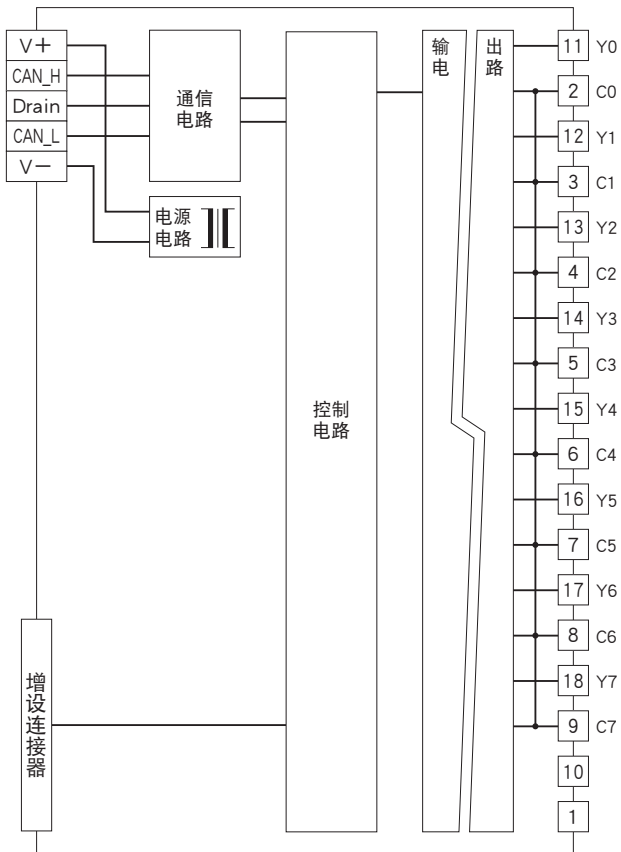 V+
CAN_H
Drain
CAN_L
V−
通信
电路
电源
电路
控制
电路
增设连接器
输出
电路
11 Y0
2 C0
12 Y1
3 C1
13 Y2
4 C2
14 Y3
5 C3
15 Y4
6 C4
16 Y5
7 C5
17 Y6
8 C6
18 Y7
9 C7
10
1